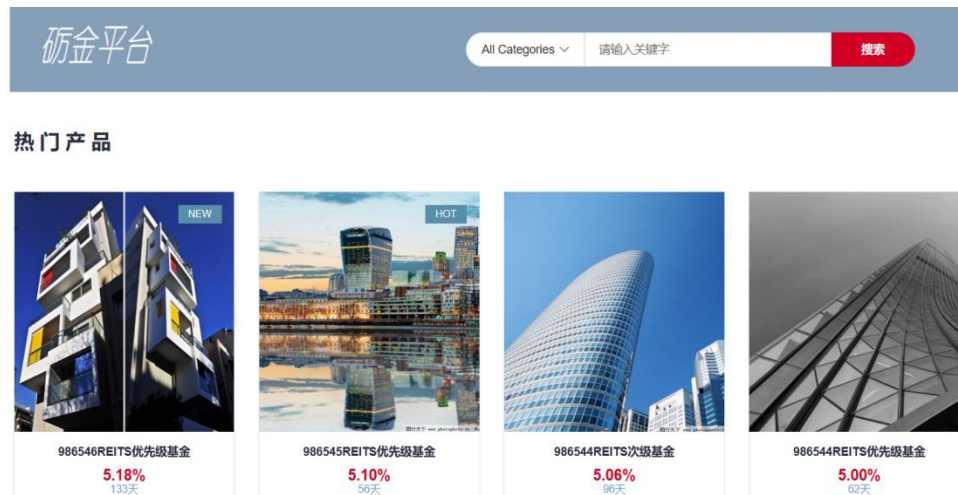 砺金平台
All Categories 请输入关键字 搜索
热门产品
NEW
HOT
986546REITS优先级基金
5.18%
133天
986545REITS优先级基金
5.10%
56天
986544REITS次级基金
5.06%
96天
986544REITS优先级基金
5.00%
62天